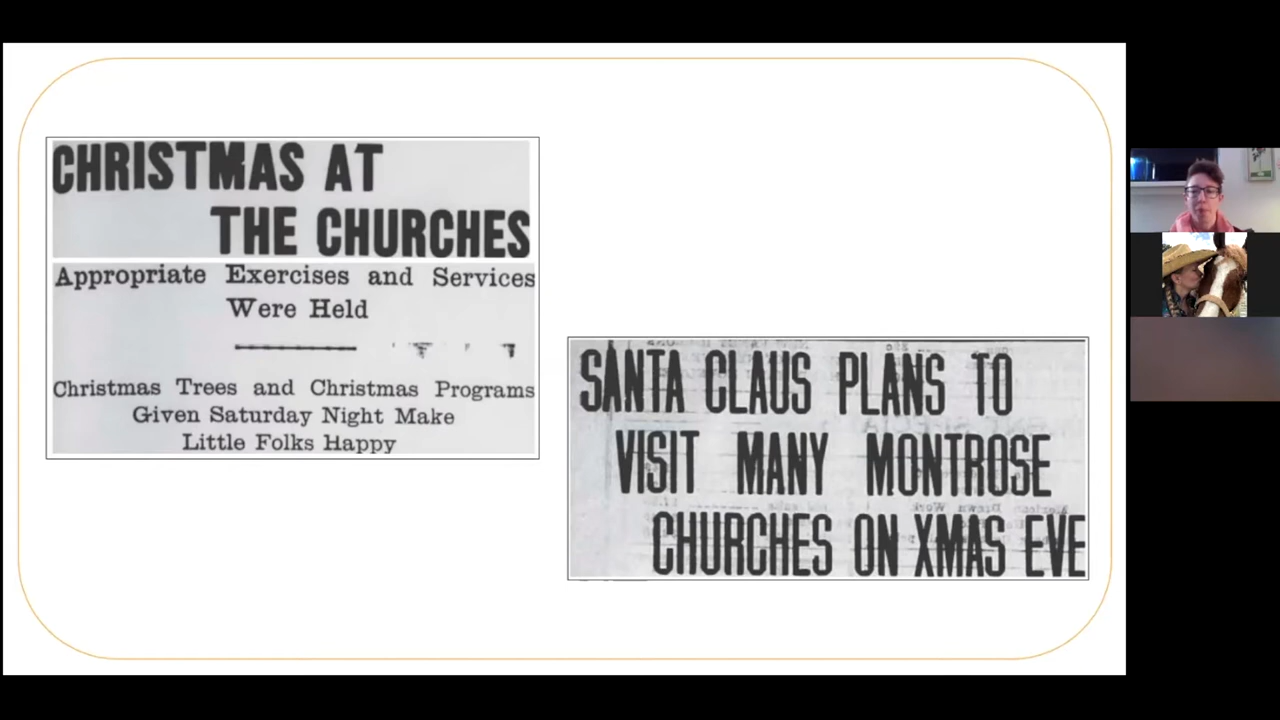 CHRISTMAS AT
THE CHURCHES
Appropriate Exercises and Services
Were Held
Christmas Trees and Christmas Programs
Given Saturday Night Make
Little Folks Happy
SANTA CLAUS PLANS TO
VISIT MANY MONTROSE
CHURCHES ON XMAS EVE